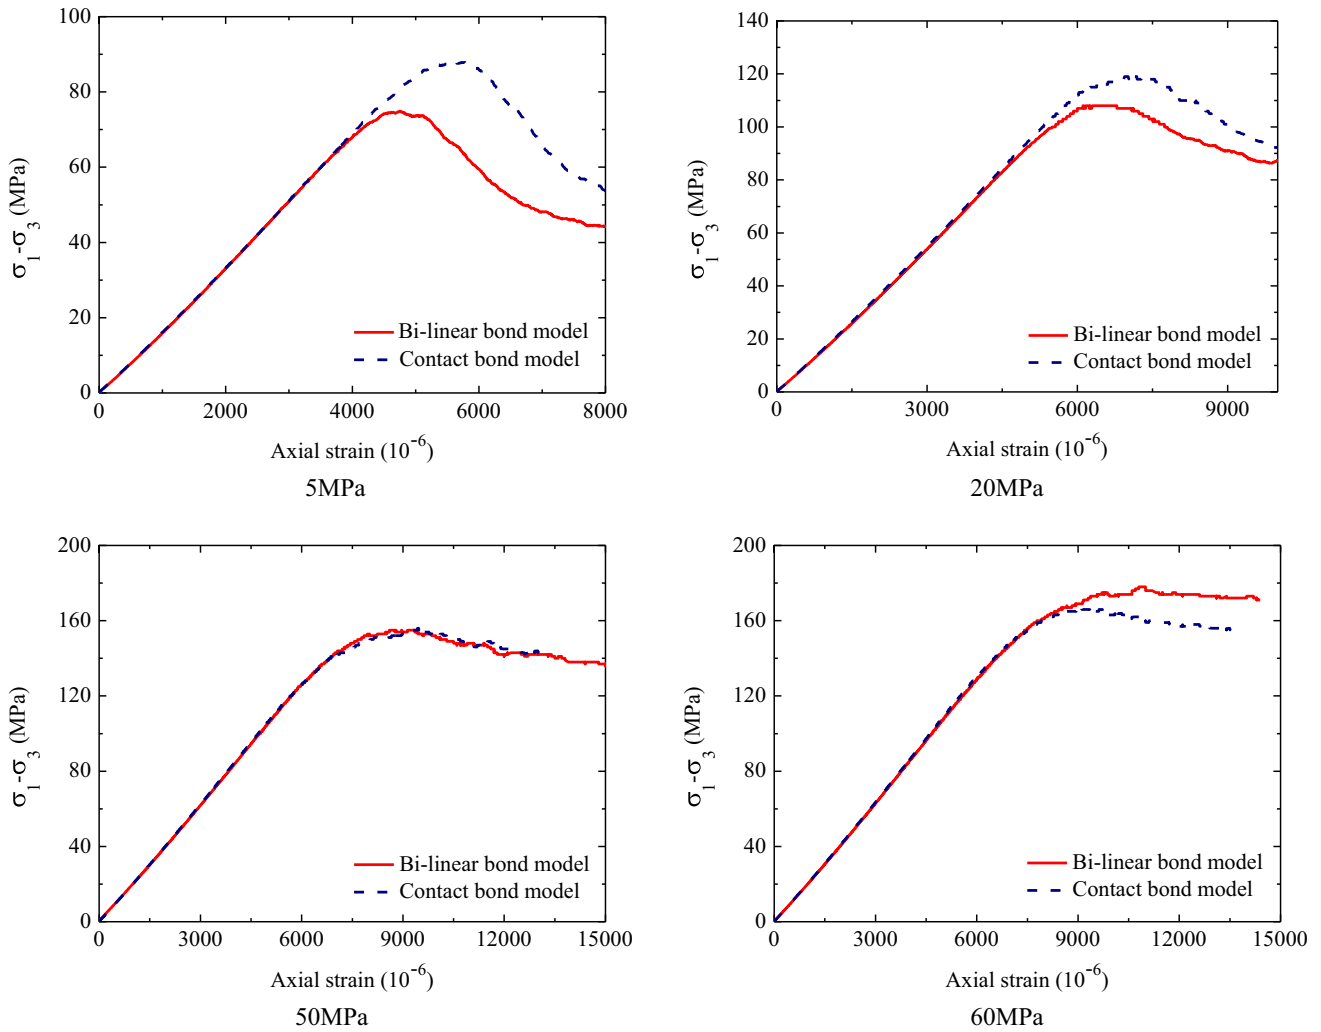 100
80
60
40
20
0
σ1-σ3 (MPa)
Bi-linear bond model
Contact bond model
0 2000 4000 6000 8000
Axial strain (10⁻⁶)
5MPa
140
120
100
80
60
40
20
0
σ1-σ3 (MPa)
Bi-linear bond model
Contact bond model
0 3000 6000 9000
Axial strain (10⁻⁶)
20MPa
200
160
120
80
40
0
σ1-σ3 (MPa)
Bi-linear bond model
Contact bond model
0 3000 6000 9000 12000 15000
Axial strain (10⁻⁶)
50MPa
200
160
120
80
40
0
σ1-σ3 (MPa)
Bi-linear bond model
Contact bond model
0 3000 6000 9000 12000 15000
Axial strain (10⁻⁶)
60MPa